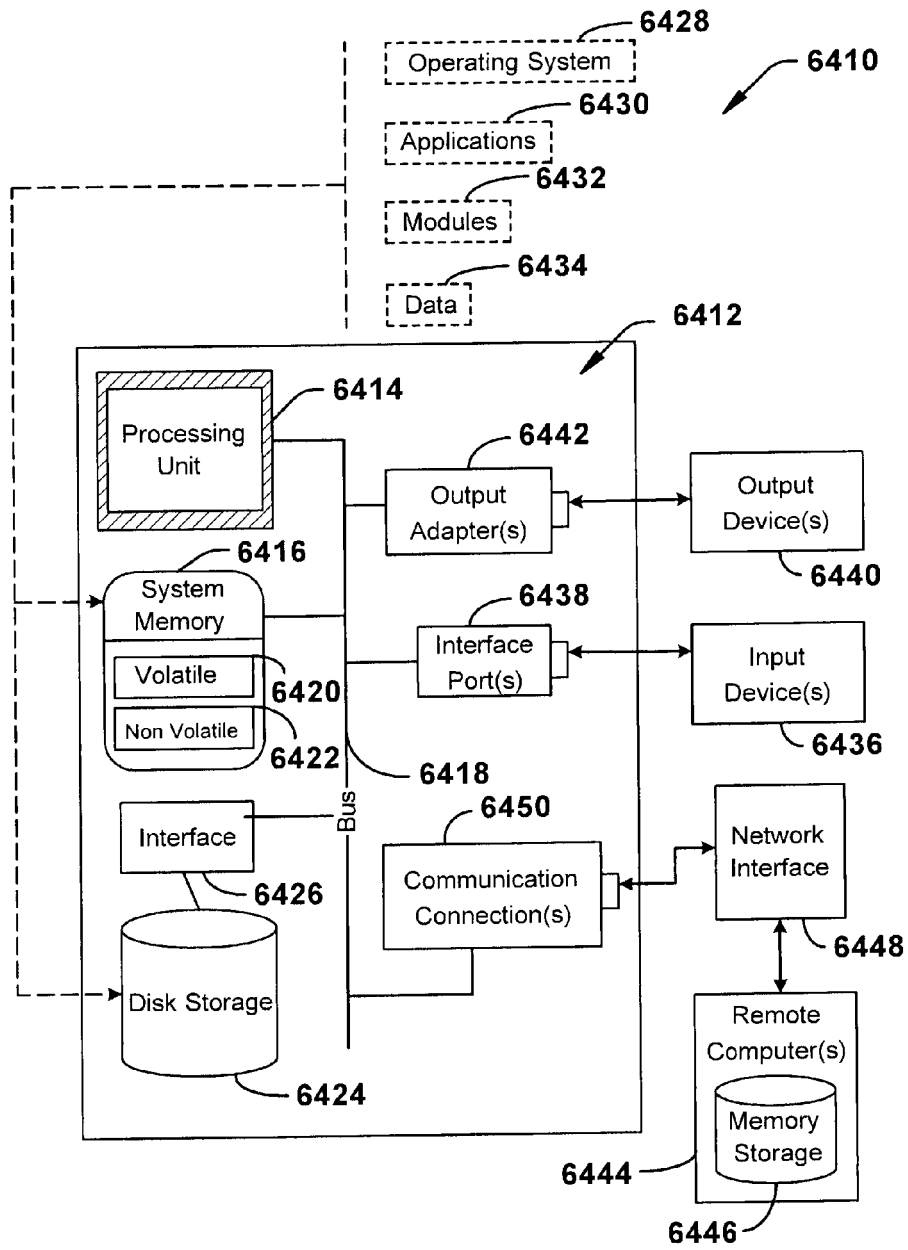 6428
Operating System
6410
6430
Applications
6432
Modules
6434
Data
6412
6414
Processing
Unit
6442
Output
Adapter(s)
Output
Device(s)
6440
6416
System
Memory
Volatile
6420
Non Volatile
6422
6438
Interface
Port(s)
Input
Device(s)
6436
6418
Bus
Interface
6426
6450
Communication
Connection(s)
Network
Interface
6448
Disk Storage
6424
Remote
Computer(s)
Memory
Storage
6444
6446